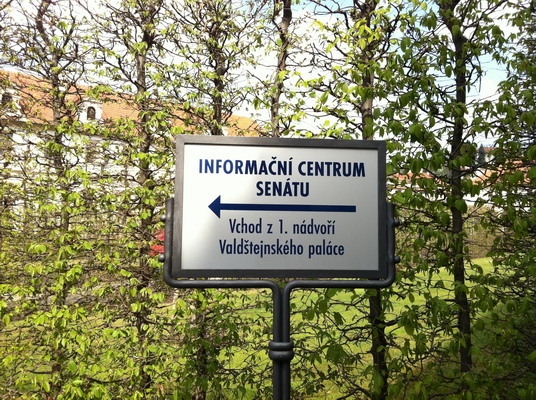 INFORMAČNÍ CENTRUM
SENÁTU
Vchod z 1. nádvoří
Valdštejnského paláce